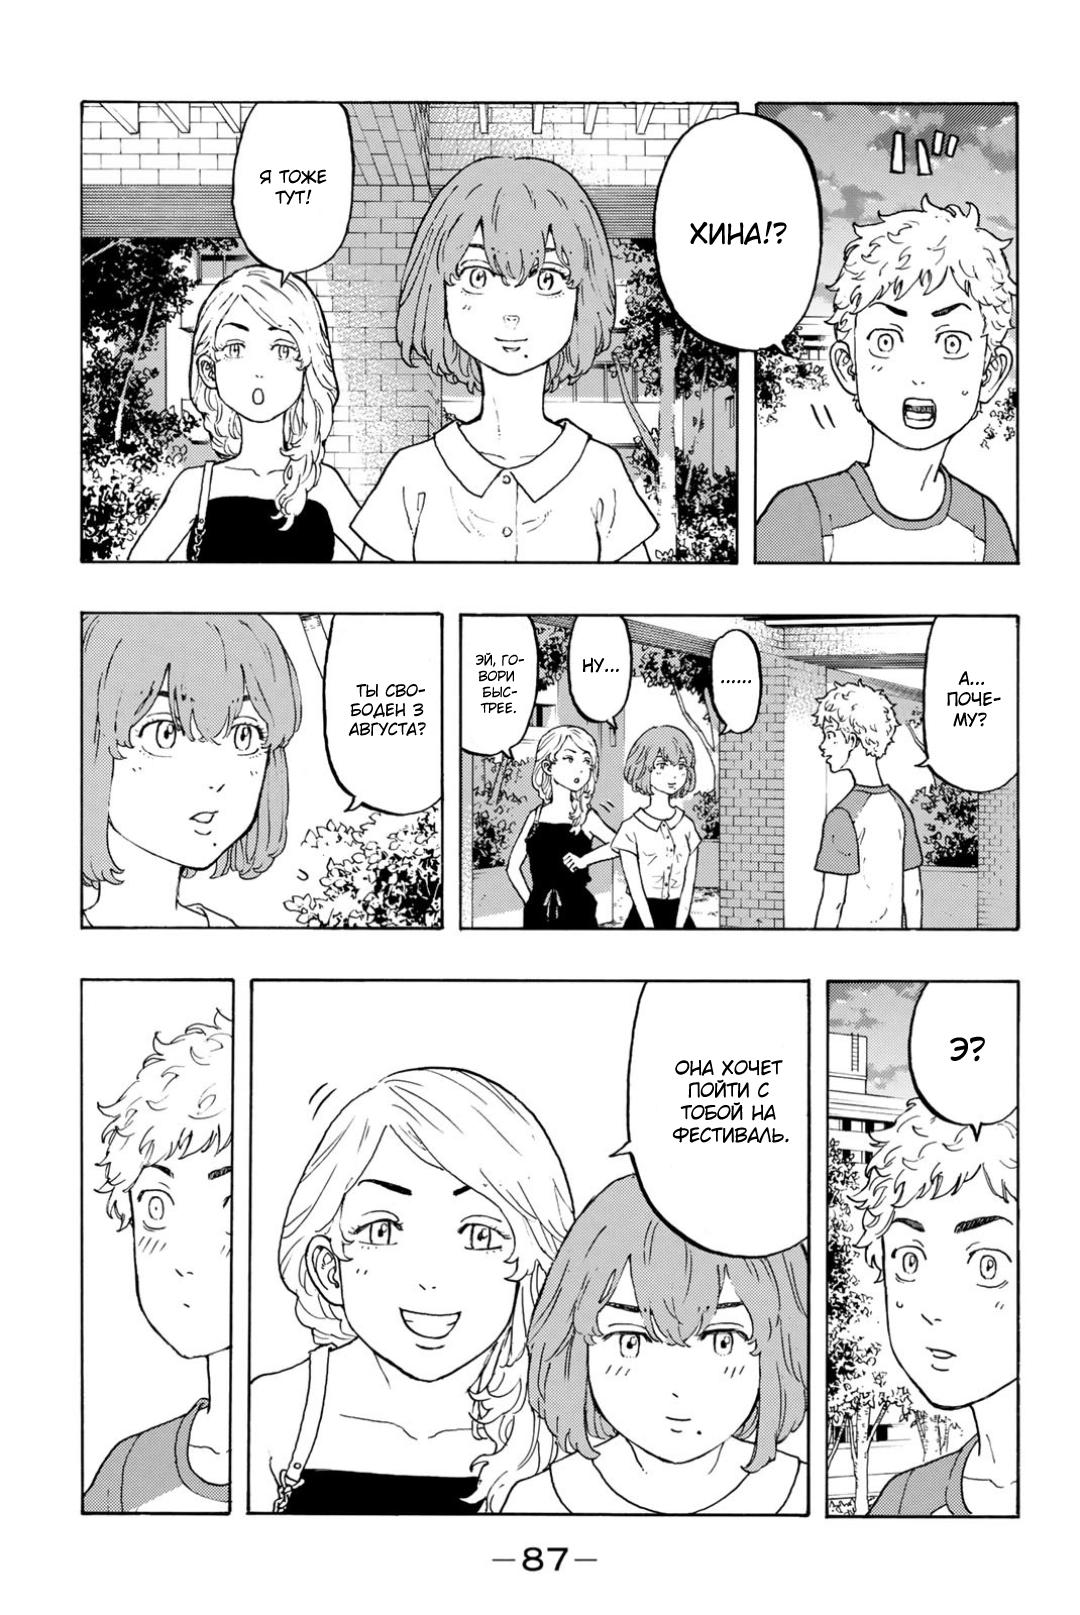 ХИНА!?
Я ТОЖЕ
ТУТ!
А...
ПОЧЕ-
МУ?
......
НУ...
ЭЙ, ГО-
ВОРИ
БЫС-
ТРЕЕ.
ТЫ СВО-
БОДЕН 3
АВГУСТА?
Э?
ОНА ХОЧЕТ
ПОЙТИ С
ТОБОЙ НА
ФЕСТИВАЛЬ.
—87—